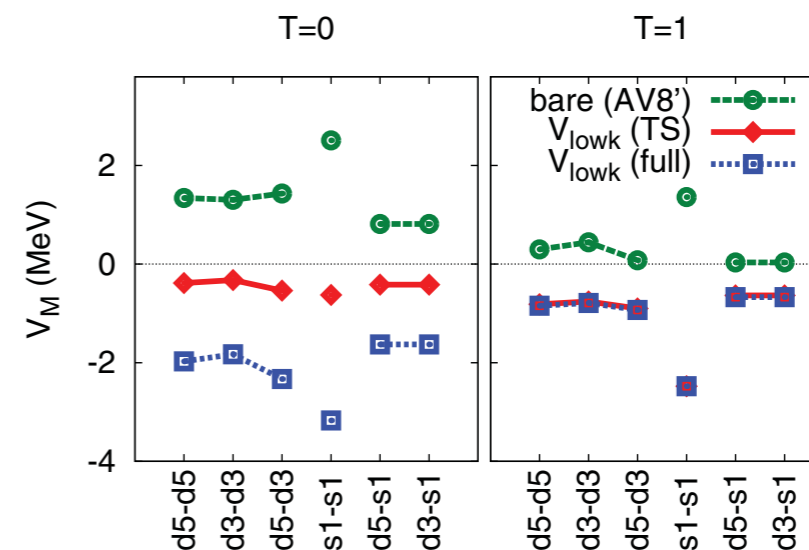 T=0
T=1
bare (AV8')
V_lowk (TS)
V_lowk (full)
V_M (MeV)
2
0
-2
-4
d5-d5
d3-d3
d5-d3
s1-s1
d5-s1
d3-s1
d5-d5
d3-d3
d5-d3
s1-s1
d5-s1
d3-s1